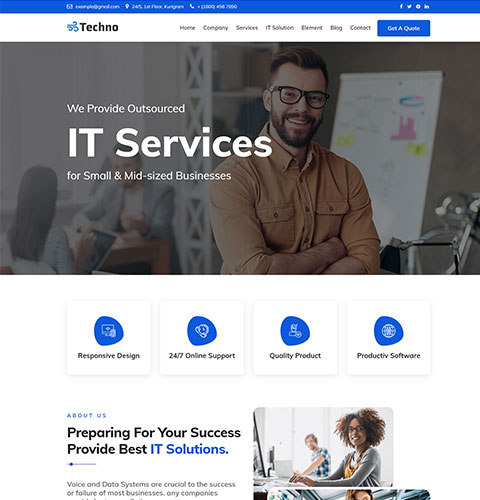 example@gmail.com 24/5, 1st Floor, Kurigram + (1800) 456 7890
Techno
Home Company Services IT Solution Element Blog Contact Get A Quote
We Provide Outsourced
IT Services
for Small & Mid-sized Businesses
Responsive Design 24/7 Online Support Quality Product Productiv Software
ABOUT US
Preparing For Your Success
Provide Best IT Solutions.
Voice and Data Systems are crucial to the success
or failure of most businesses. any companies